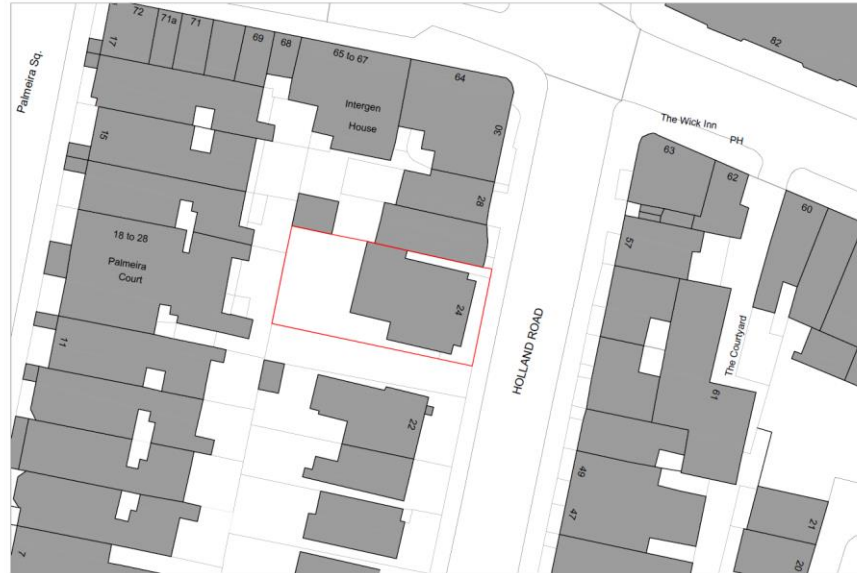 72
71a
71
69
68
65 to 67
64
82
17
Palmeira Sq.
Intergen
House
30
The Wick Inn
PH
63
62
15
28
60
57
18 to 28
Palmeira
Court
24
HOLLAND ROAD
The Courtyard
11
61
22
49
47
21
20
7